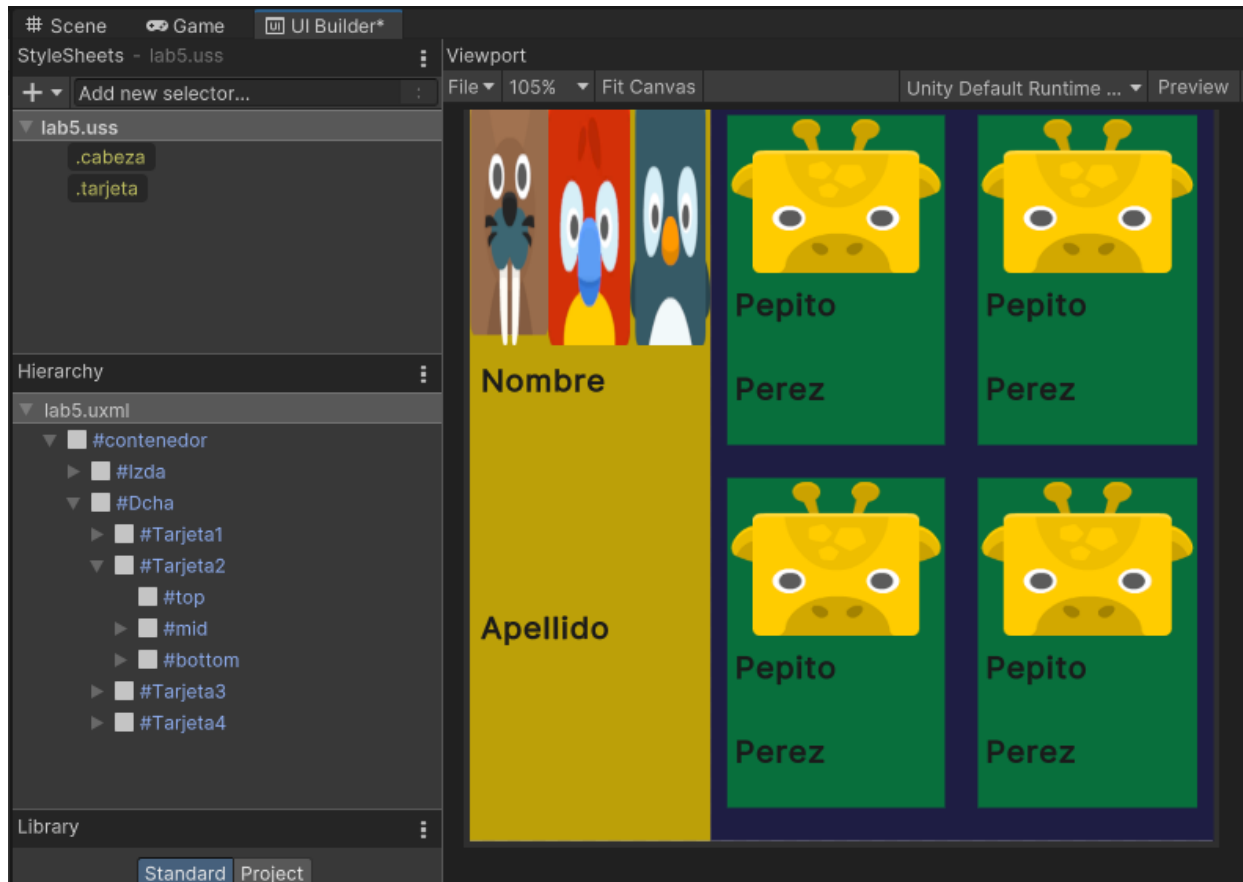 Scene Game UI Builder*
StyleSheets - lab5.uss
Add new selector...
lab5.uss
.cabeza
.tarjeta
Hierarchy
lab5.uxml
#contenedor
#Izda
#Dcha
#Tarjeta1
#Tarjeta2
#top
#mid
#bottom
#Tarjeta3
#Tarjeta4
Library
Standard Project
Viewport
File 105% Fit Canvas Unity Default Runtime ... Preview
Nombre
Apellido
Pepito
Perez
Pepito
Perez
Pepito
Perez
Pepito
Perez